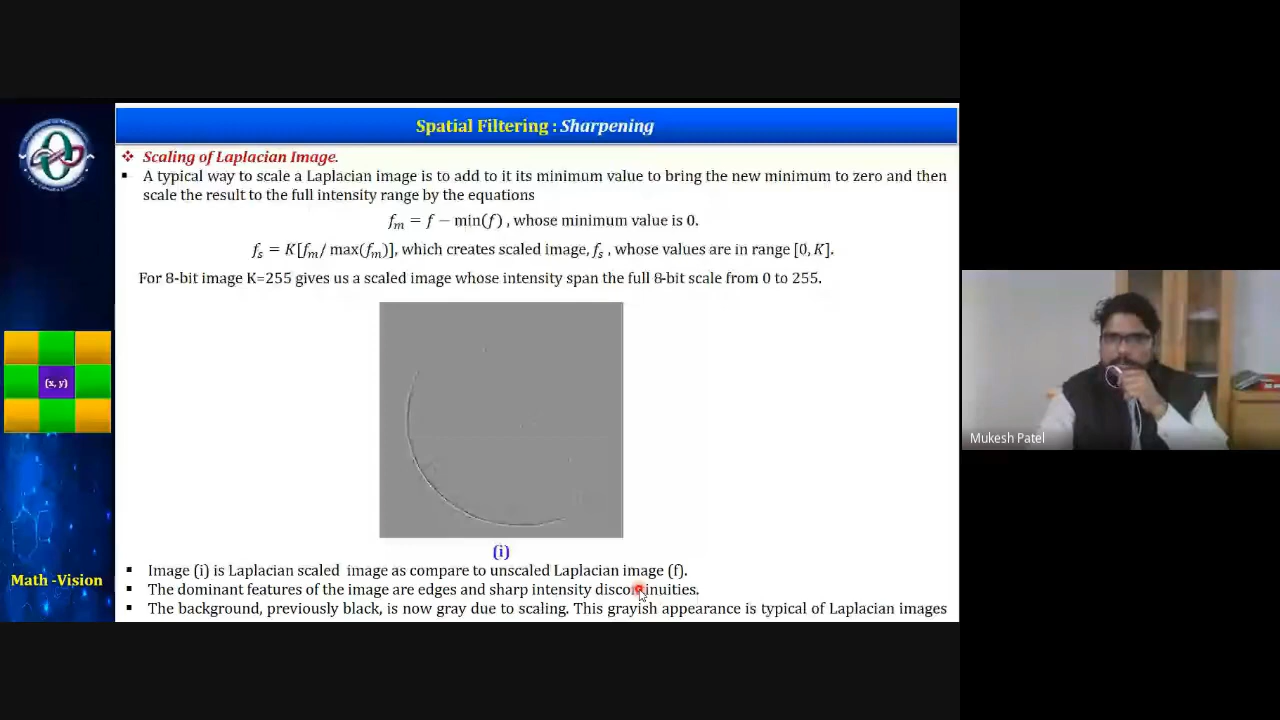 Spatial Filtering : Sharpening
❖ Scaling of Laplacian Image.
▪ A typical way to scale a Laplacian image is to add to it its minimum value to bring the new minimum to zero and then
scale the result to the full intensity range by the equations
fₘ = f − min(f) , whose minimum value is 0.
fₛ = K[fₘ/ max(fₘ)], which creates scaled image, fₛ , whose values are in range [0, K].
For 8-bit image K=255 gives us a scaled image whose intensity span the full 8-bit scale from 0 to 255.
(x, y)
Mukesh Patel
(i)
▪ Image (i) is Laplacian scaled image as compare to unscaled Laplacian image (f).
▪ The dominant features of the image are edges and sharp intensity discontinuities.
▪ The background, previously black, is now gray due to scaling. This grayish appearance is typical of Laplacian images
Math -Vision